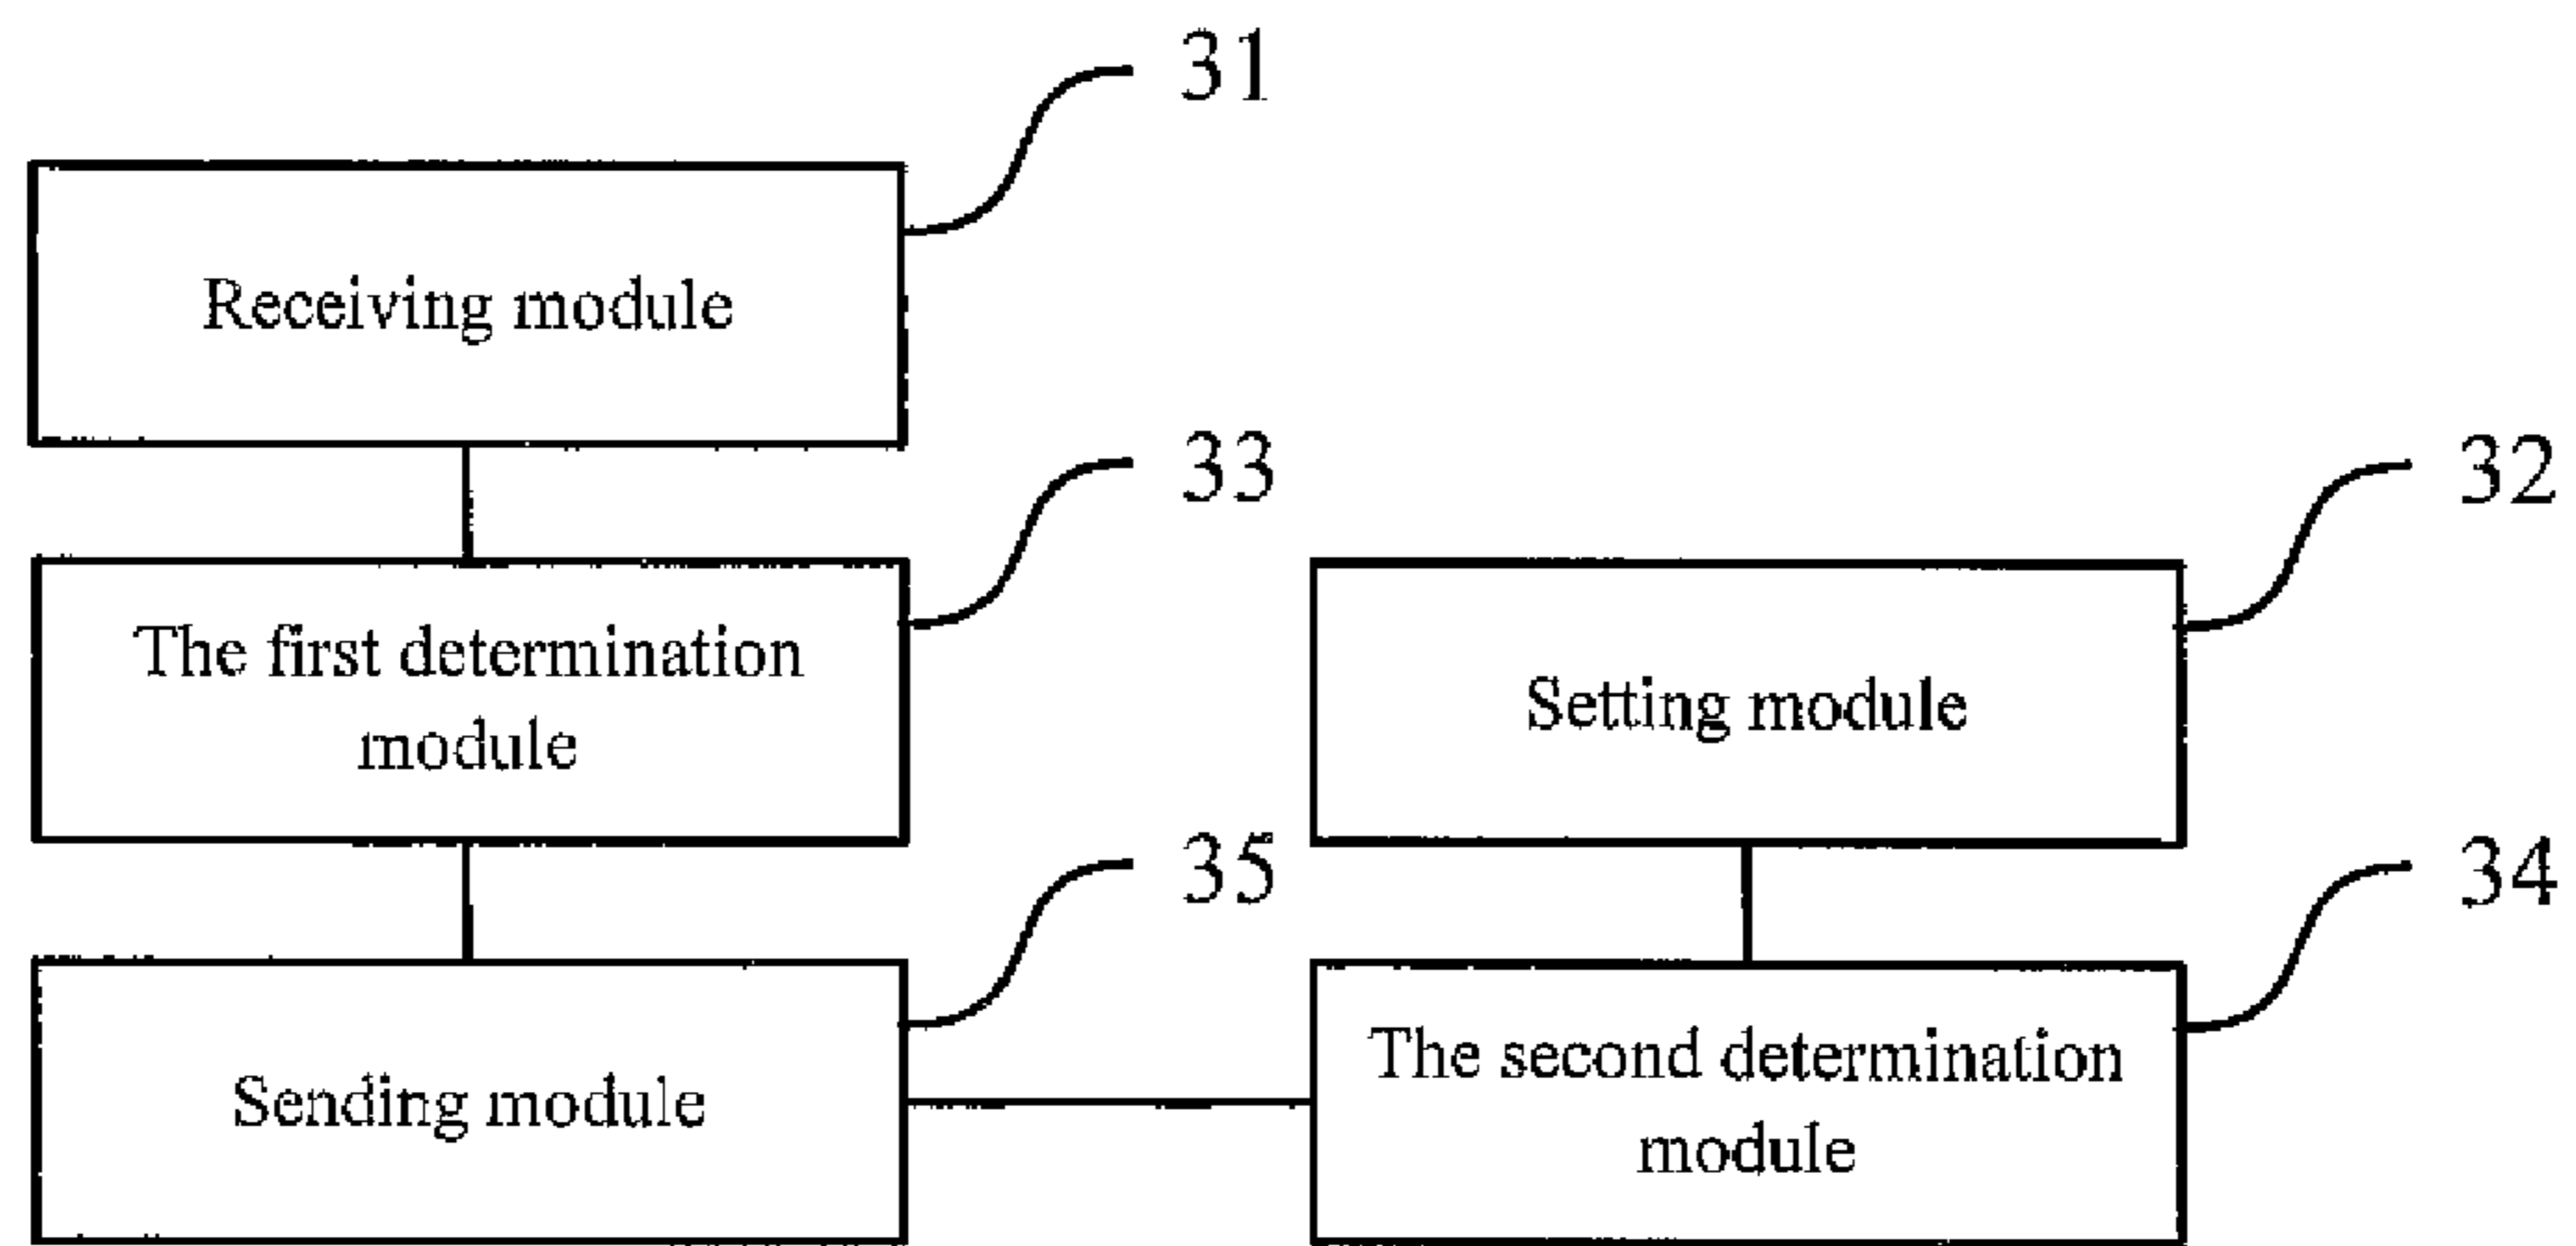 31
Receiving module
33
The first determination
module
32
Setting module
35
Sending module
34
The second determination
module